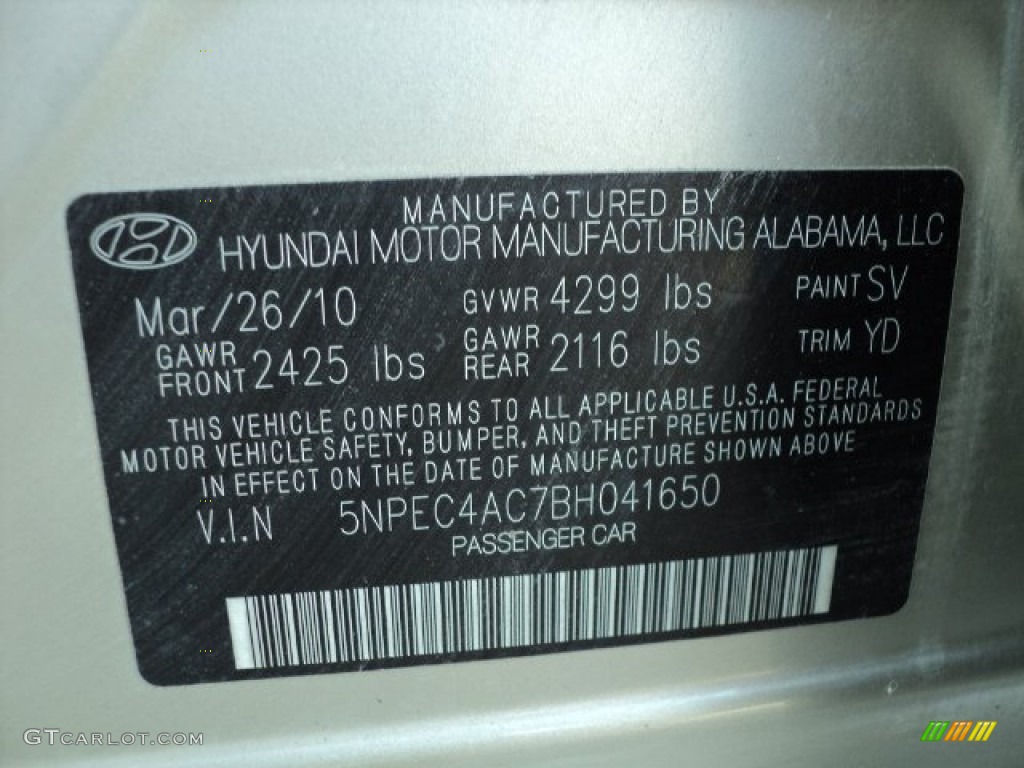 MANUFACTURED BY
HYUNDAI MOTOR MANUFACTURING ALABAMA, LLC
Mar/26/10 GVWR 4299 lbs PAINT SV
GAWR FRONT 2425 lbs GAWR REAR 2116 lbs TRIM YD
THIS VEHICLE CONFORMS TO ALL APPLICABLE U.S.A. FEDERAL
MOTOR VEHICLE SAFETY, BUMPER, AND THEFT PREVENTION STANDARDS
IN EFFECT ON THE DATE OF MANUFACTURE SHOWN ABOVE
V.I.N 5NPEC4AC7BH041650
PASSENGER CAR
GTCARLOT.COM